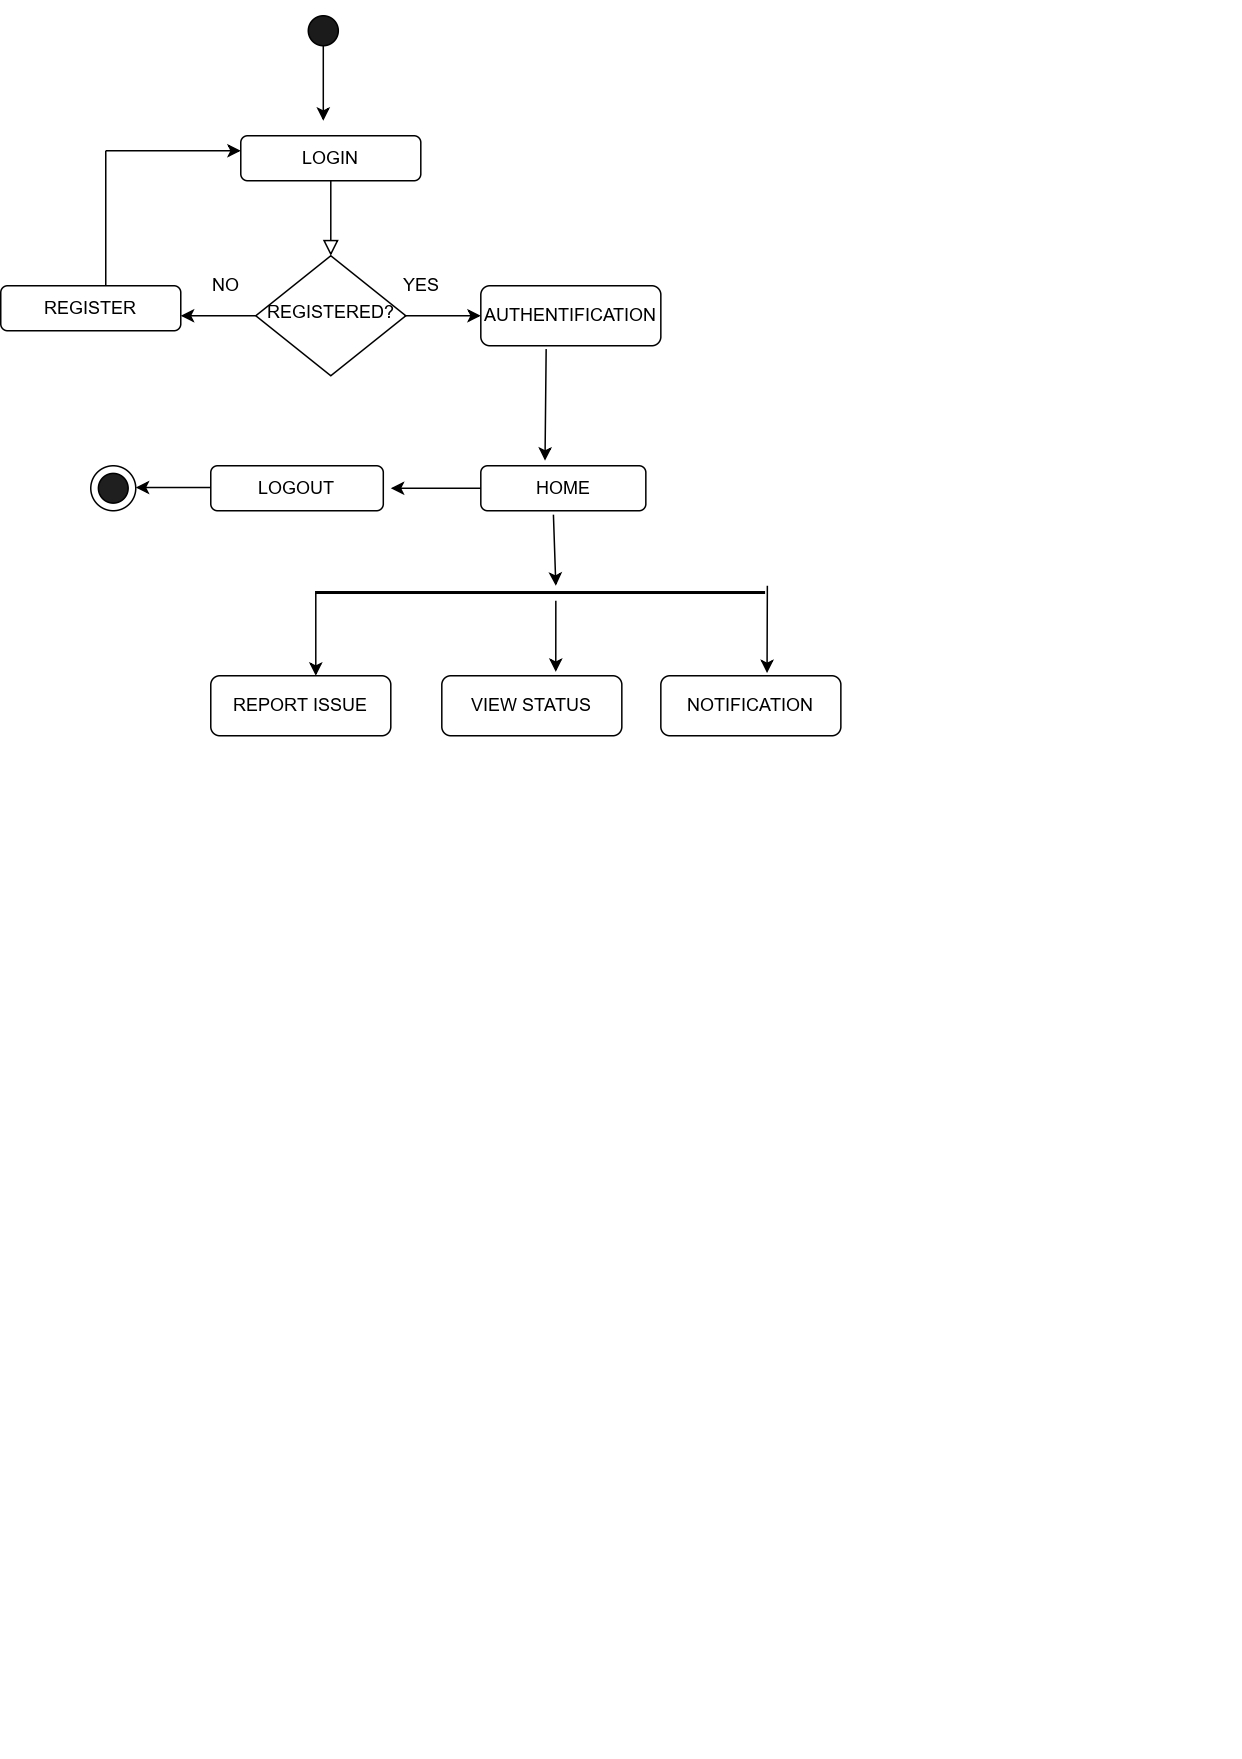 LOGIN
NO
YES
REGISTER
REGISTERED?
AUTHENTIFICATION
LOGOUT
HOME
REPORT ISSUE
VIEW STATUS
NOTIFICATION